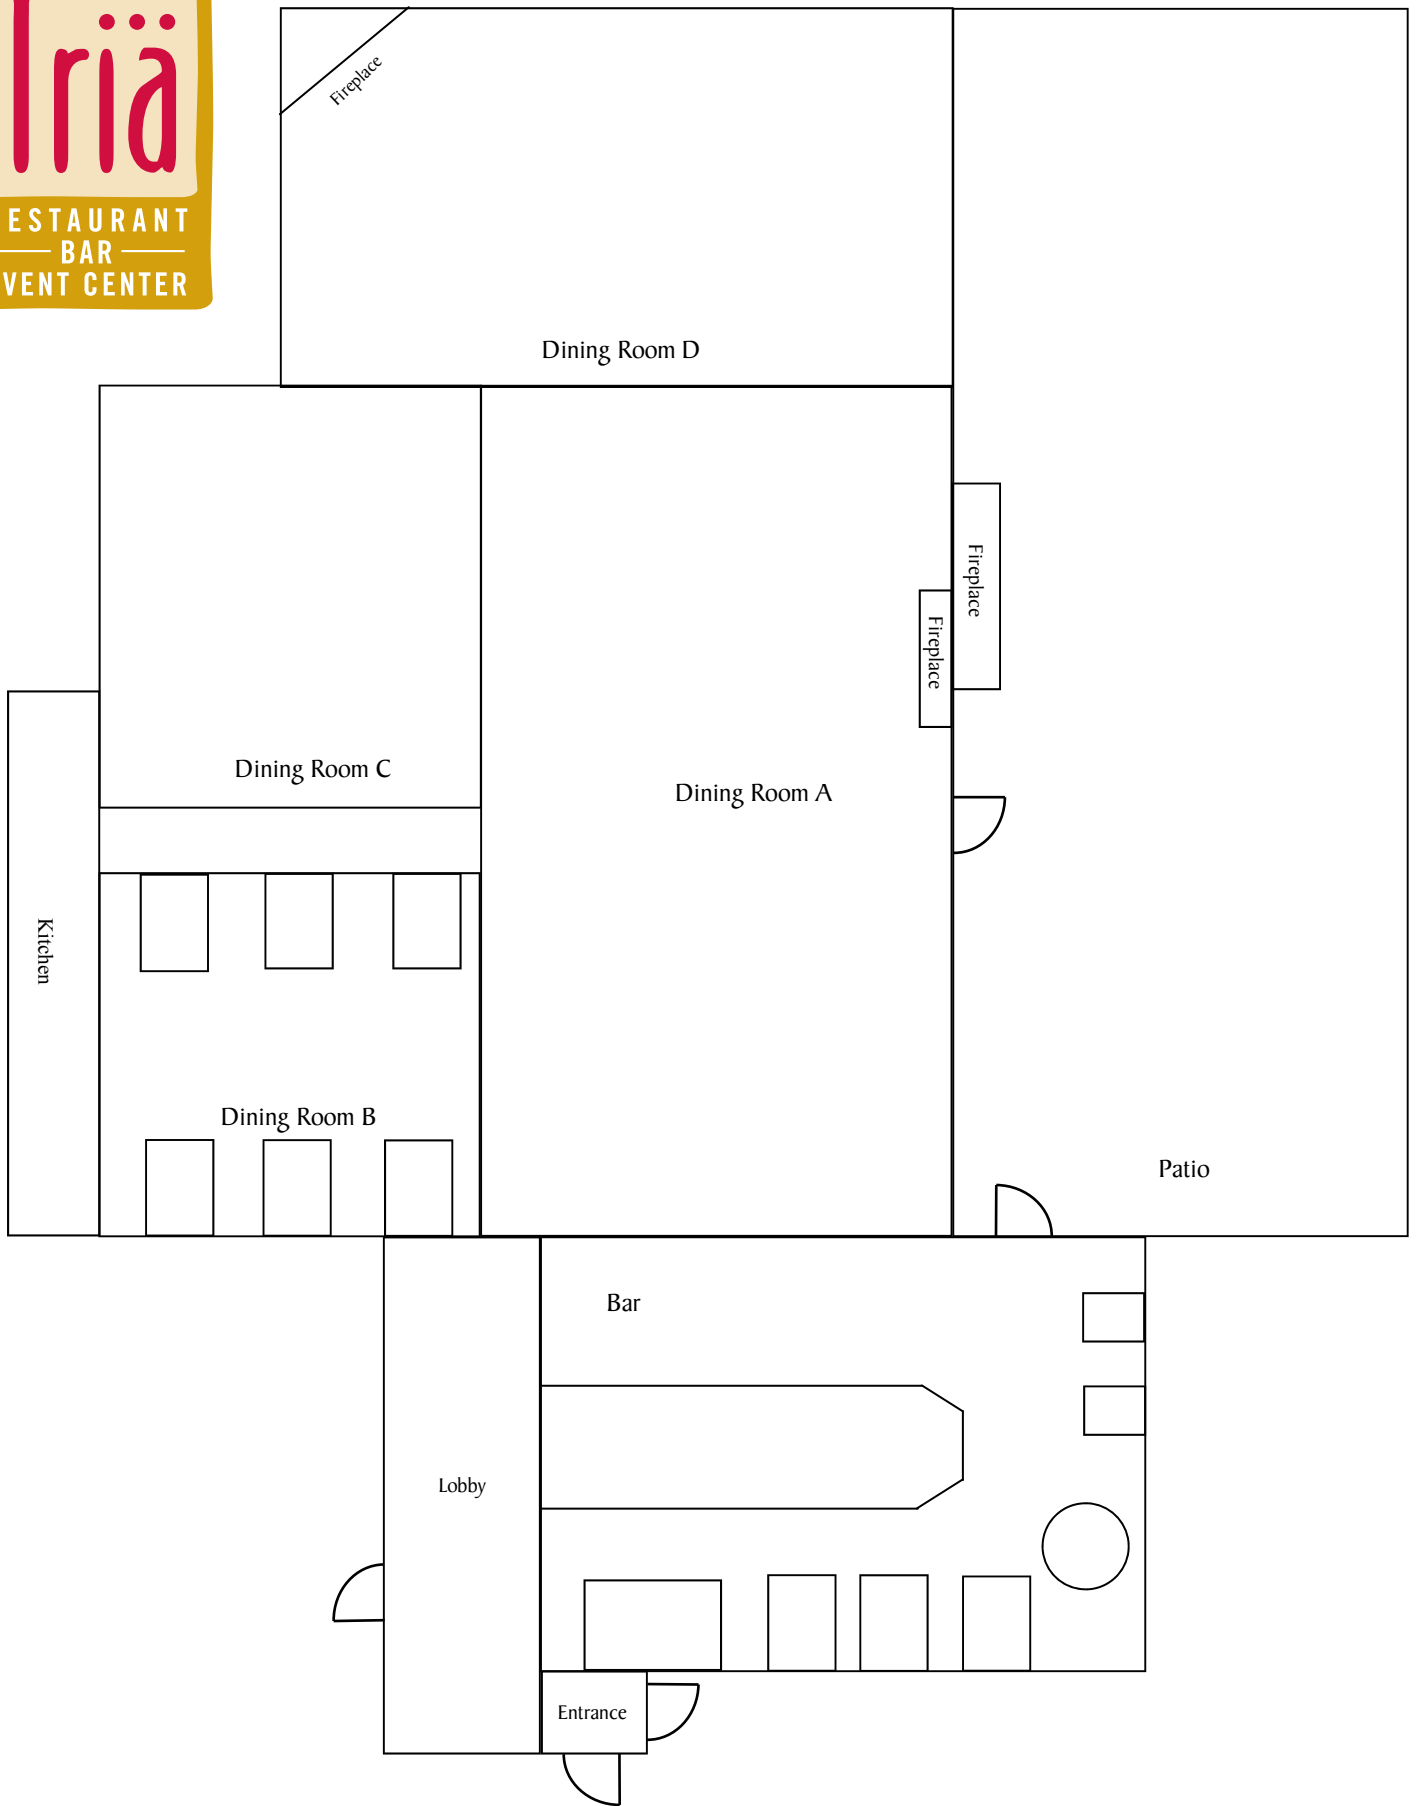 Tria
ESTAURANT
BAR
VENT CENTER
Fireplace
Dining Room D
Fireplace
Fireplace
Dining Room C
Dining Room A
Kitchen
Dining Room B
Patio
Bar
Lobby
Entrance